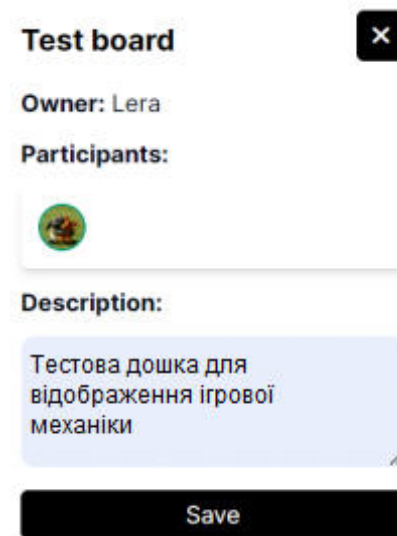 Test board
Owner: Lera
Participants:
Description:
Тестова дошка для
відображення ігрової
механіки
Save